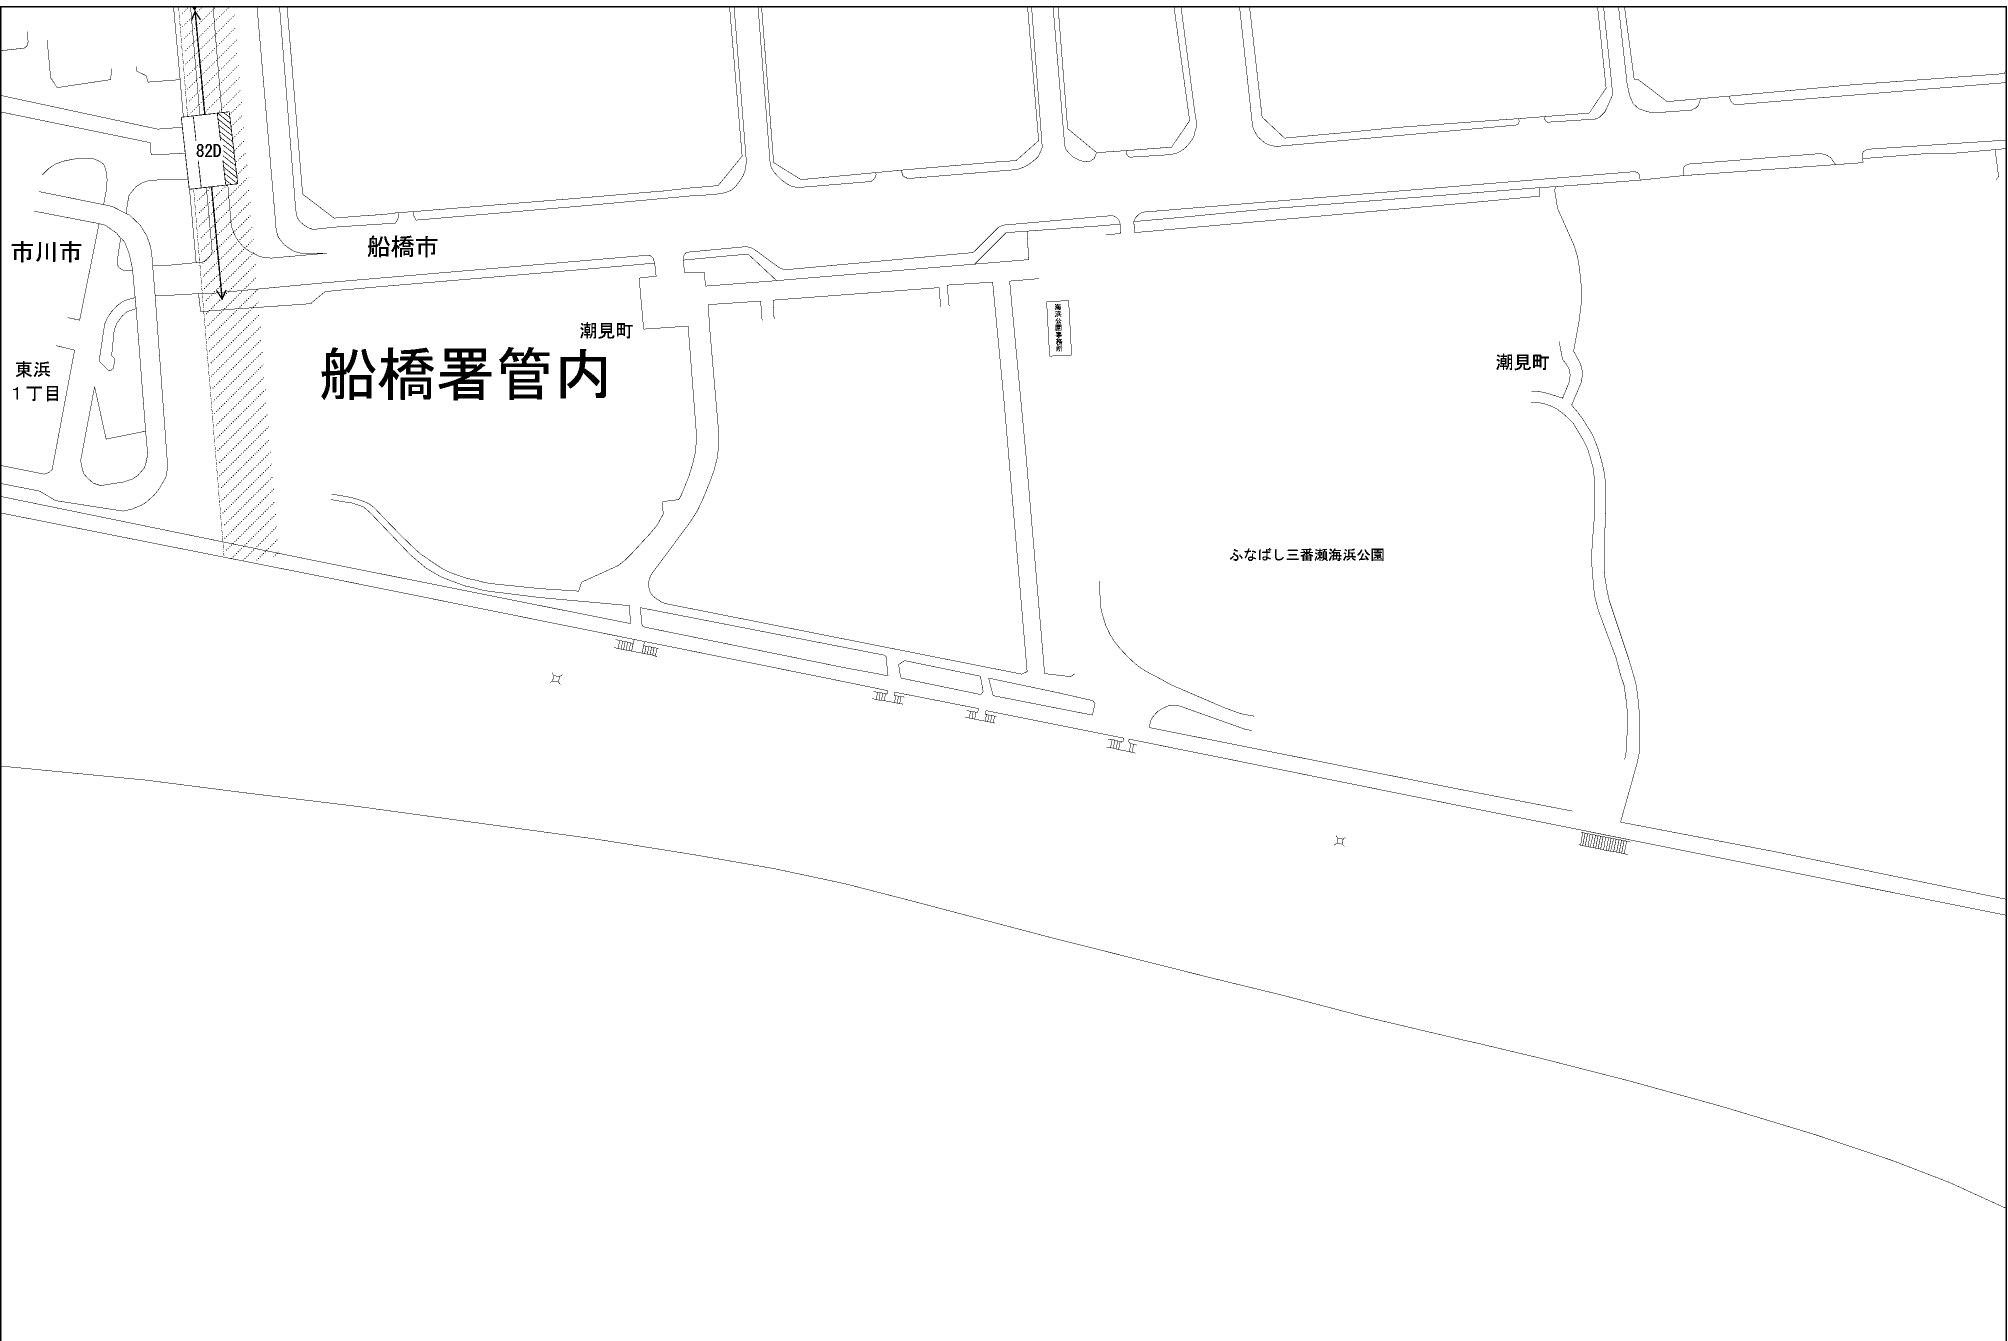 82D
市川市
船橋市
海浜公園事務所
潮見町
船橋署管内
潮見町
東浜
1丁目
ふなばし三番瀬海浜公園